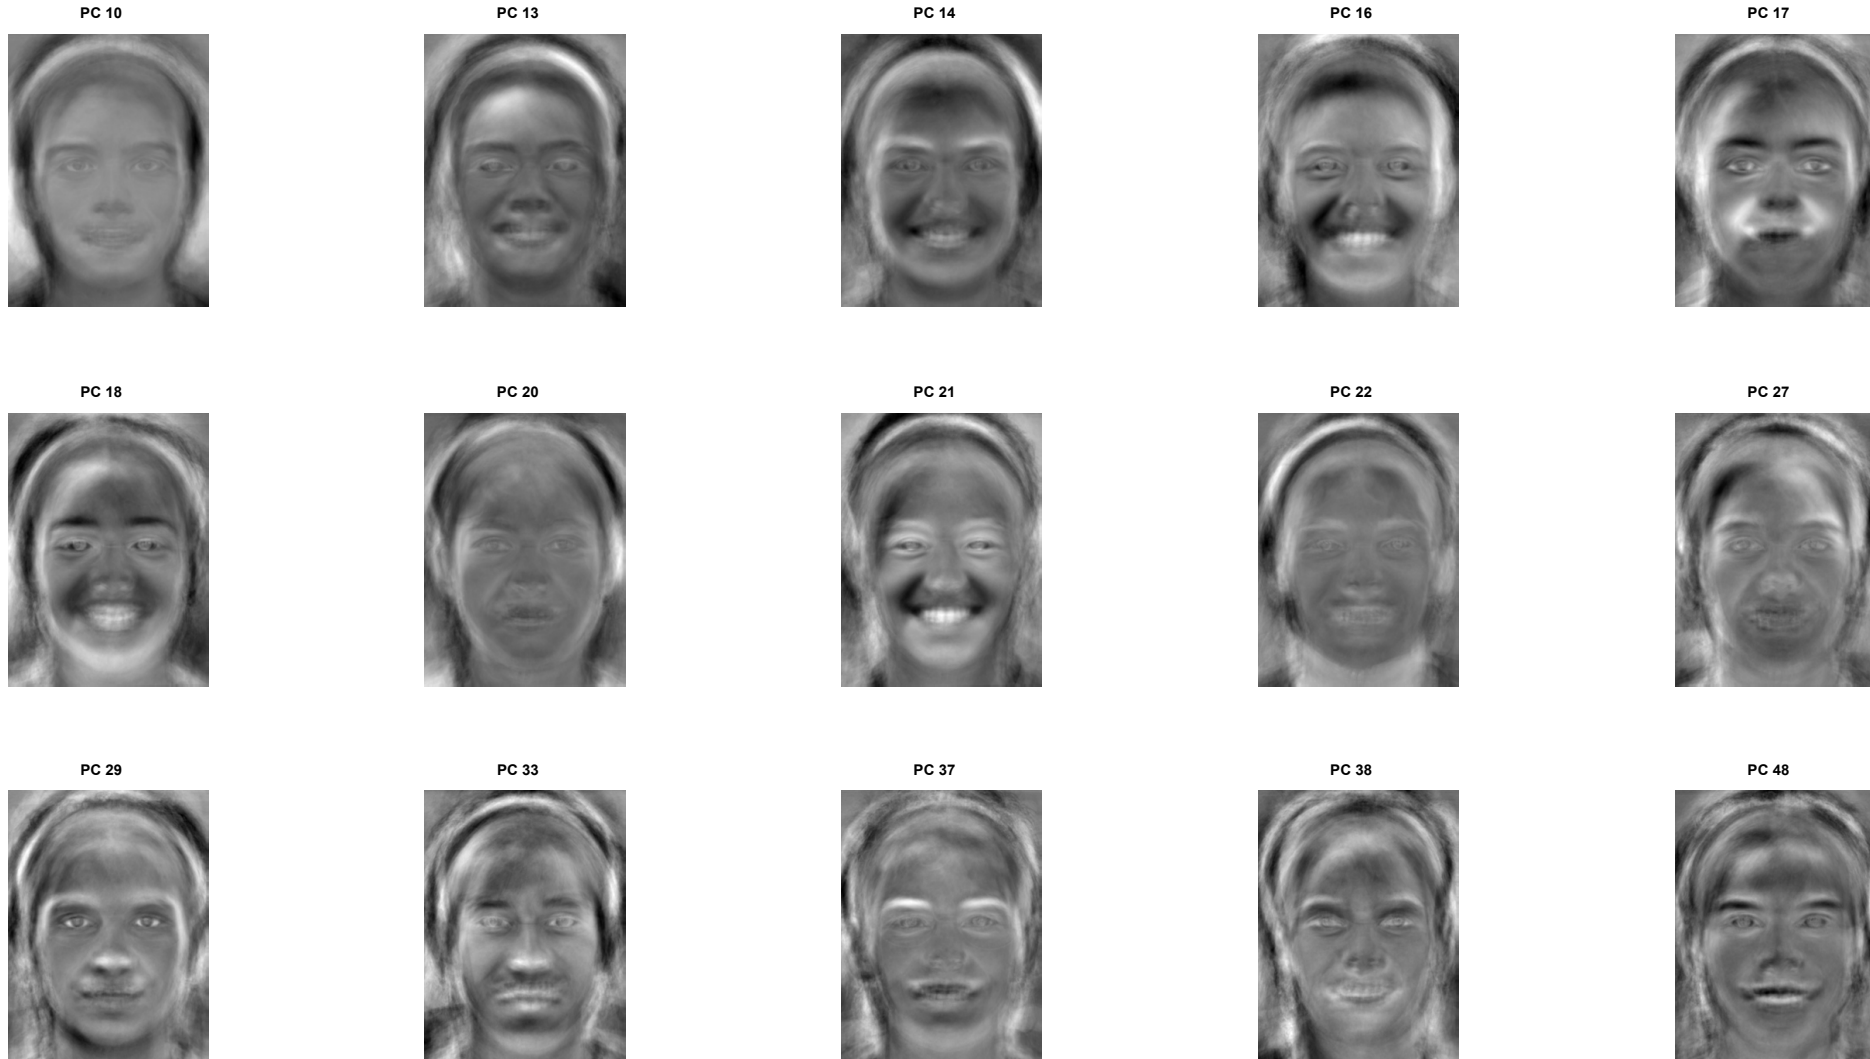 PC 10 PC 13 PC 14 PC 16 PC 17
PC 18 PC 20 PC 21 PC 22 PC 27
PC 29 PC 33 PC 37 PC 38 PC 48